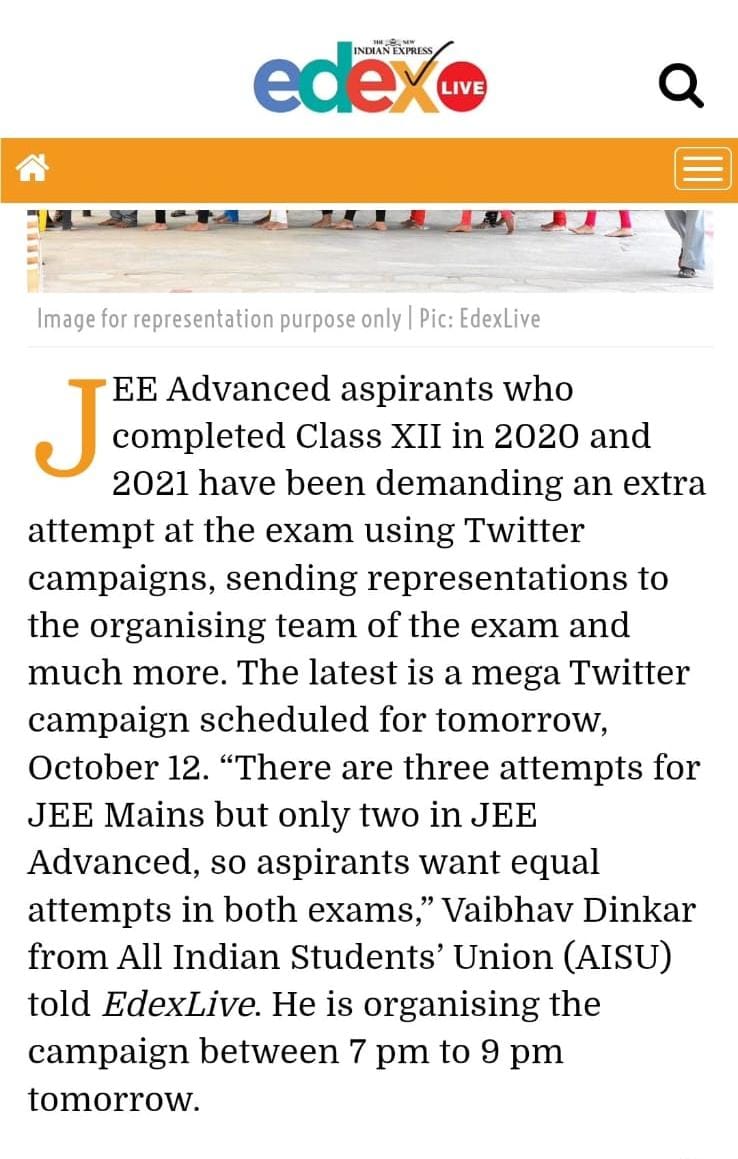 THE NEW
INDIAN EXPRESS
edex LIVE
Image for representation purpose only | Pic: EdexLive
JEE Advanced aspirants who
completed Class XII in 2020 and
2021 have been demanding an extra
attempt at the exam using Twitter
campaigns, sending representations to
the organising team of the exam and
much more. The latest is a mega Twitter
campaign scheduled for tomorrow,
October 12. “There are three attempts for
JEE Mains but only two in JEE
Advanced, so aspirants want equal
attempts in both exams,” Vaibhav Dinkar
from All Indian Students’ Union (AISU)
told EdexLive. He is organising the
campaign between 7 pm to 9 pm
tomorrow.